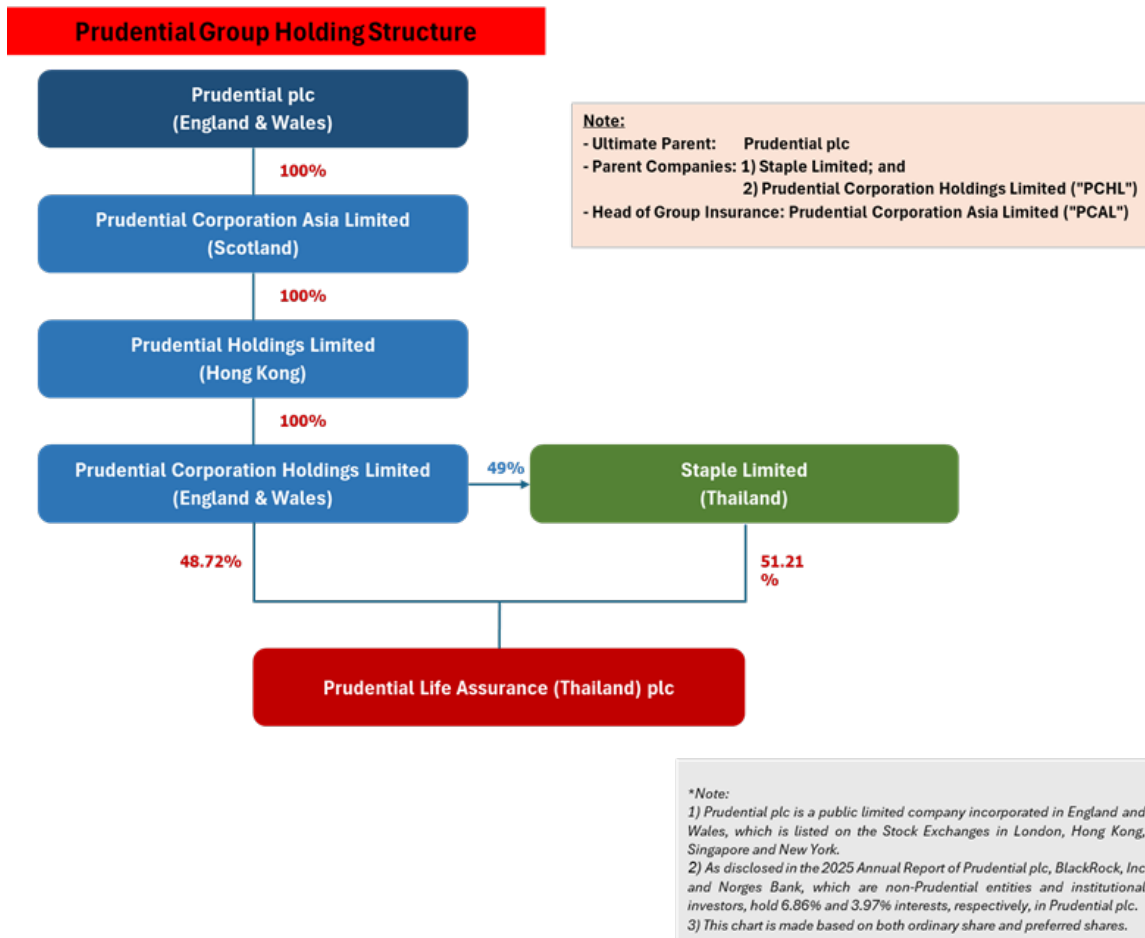 Prudential Group Holding Structure
Prudential plc
(England & Wales)
Note:
- Ultimate Parent: Prudential plc
- Parent Companies: 1) Staple Limited; and
2) Prudential Corporation Holdings Limited ("PCHL")
- Head of Group Insurance: Prudential Corporation Asia Limited ("PCAL")
100%
Prudential Corporation Asia Limited
(Scotland)
100%
Prudential Holdings Limited
(Hong Kong)
100%
Prudential Corporation Holdings Limited
(England & Wales)
49%
Staple Limited
(Thailand)
48.72%
51.21
%
Prudential Life Assurance (Thailand) plc
*Note:
1) Prudential plc is a public limited company incorporated in England and
Wales, which is listed on the Stock Exchanges in London, Hong Kong,
Singapore and New York.
2) As disclosed in the 2025 Annual Report of Prudential plc, BlackRock, Inc
and Norges Bank, which are non-Prudential entities and institutional
investors, hold 6.86% and 3.97% interests, respectively, in Prudential plc.
3) This chart is made based on both ordinary share and preferred shares.